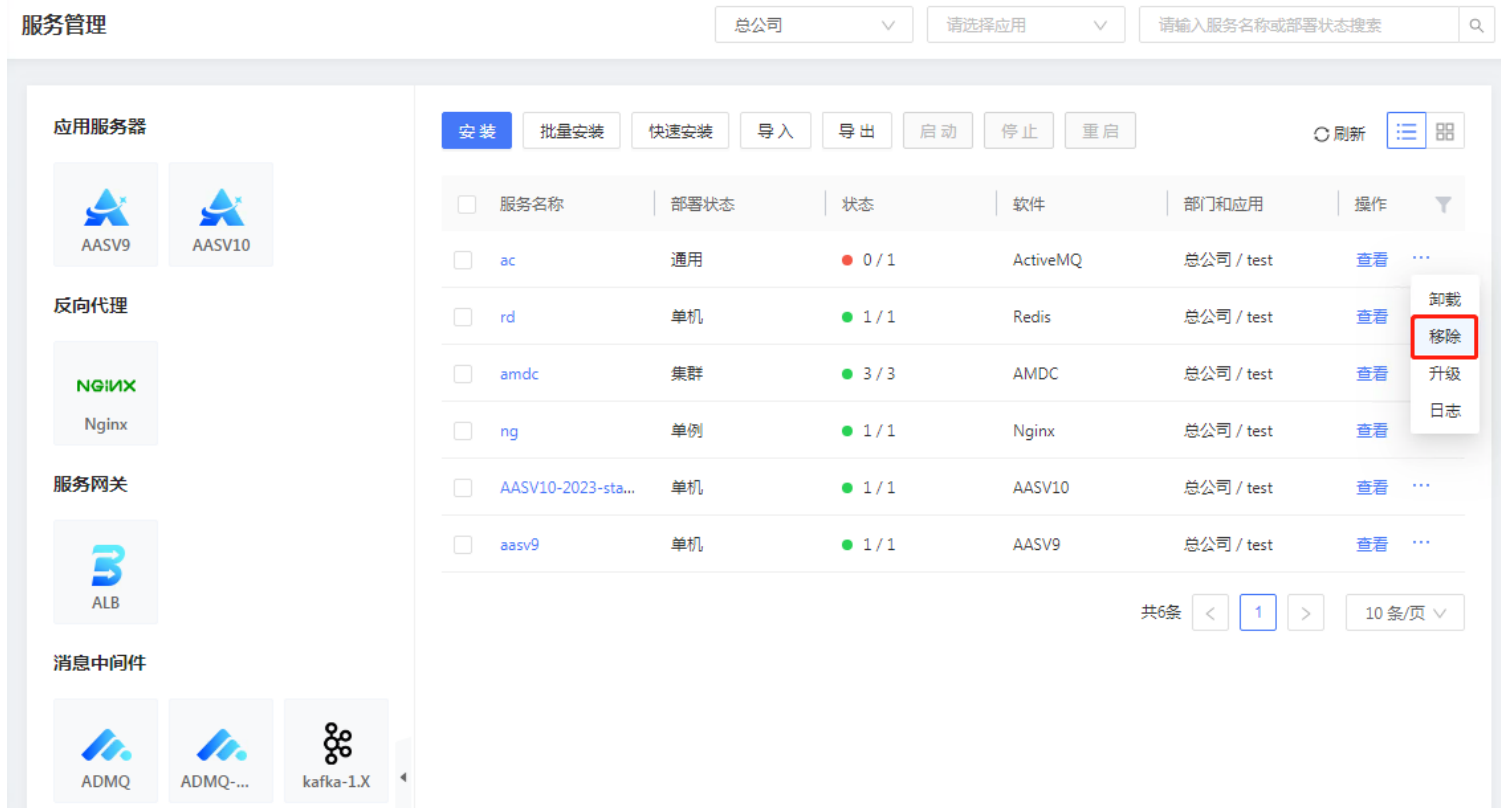 服务管理
总公司
请选择应用
请输入服务名称或部署状态搜索
应用服务器
AASV9
AASV10
反向代理
NGINX
Nginx
服务网关
ALB
消息中间件
ADMQ
ADMQ-...
kafka-1.X
安装 批量安装 快速安装 导入 导出 启动 停止 重启 刷新
服务名称 部署状态 状态 软件 部门和应用 操作
ac 通用 0 / 1 ActiveMQ 总公司 / test 查看 ...
rd 单机 1 / 1 Redis 总公司 / test 查看
amdc 集群 3 / 3 AMDC 总公司 / test 查看
ng 单例 1 / 1 Nginx 总公司 / test 查看
AASV10-2023-sta... 单机 1 / 1 AASV10 总公司 / test 查看 ...
aasv9 单机 1 / 1 AASV9 总公司 / test 查看 ...
卸载
移除
升级
日志
共6条 < 1 > 10 条/页